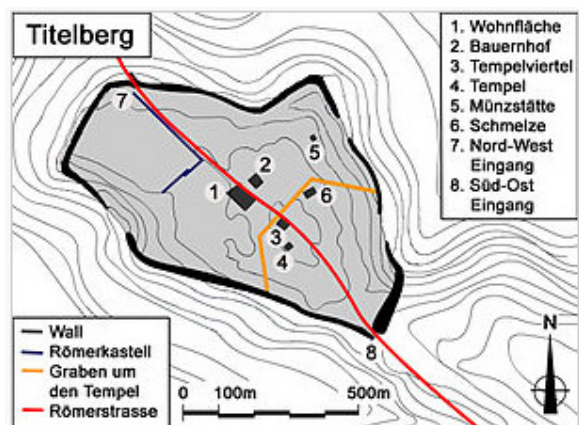 Titelberg
1. Wohnfläche
2. Bauernhof
3. Tempelviertel
4. Tempel
5. Münzstätte
6. Schmelze
7. Nord-West
Eingang
8. Süd-Ost
Eingang
7
5
2
1
6
3
4
8
Wall
Römerkastell
Graben um
den Tempel
Römerstrasse
0 100m 500m
N